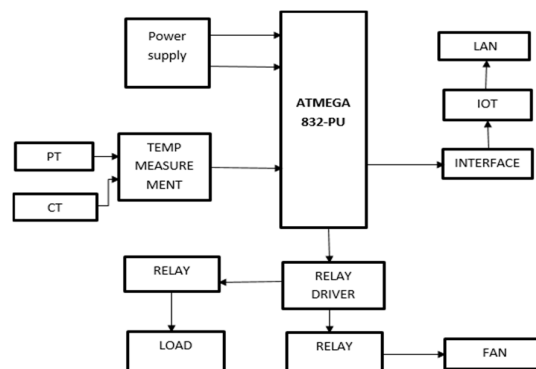 Power
supply
ATMEGA
832-PU
LAN
IOT
INTERFACE
PT
CT
TEMP
MEASURE
MENT
RELAY
RELAY
DRIVER
LOAD
RELAY
FAN